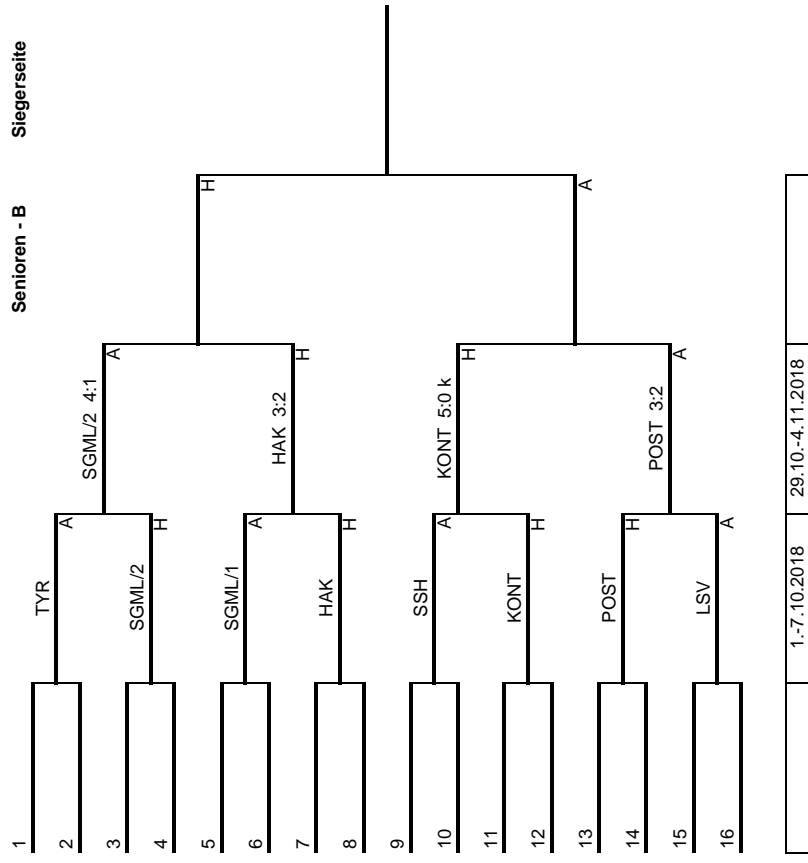 Senioren - B Siegerseite
1
2
3
4
5
6
7
8
9
10
11
12
13
14
15
16
TYR
A
SGML/2
H
SGML/1
A
HAK
H
SSH
A
KONT
H
POST
H
LSV
A
SGML/2 4:1
A
HAK 3:2
H
KONT 5:0 k
H
POST 3:2
A
H
A
1.-7.10.2018
29.10.-4.11.2018